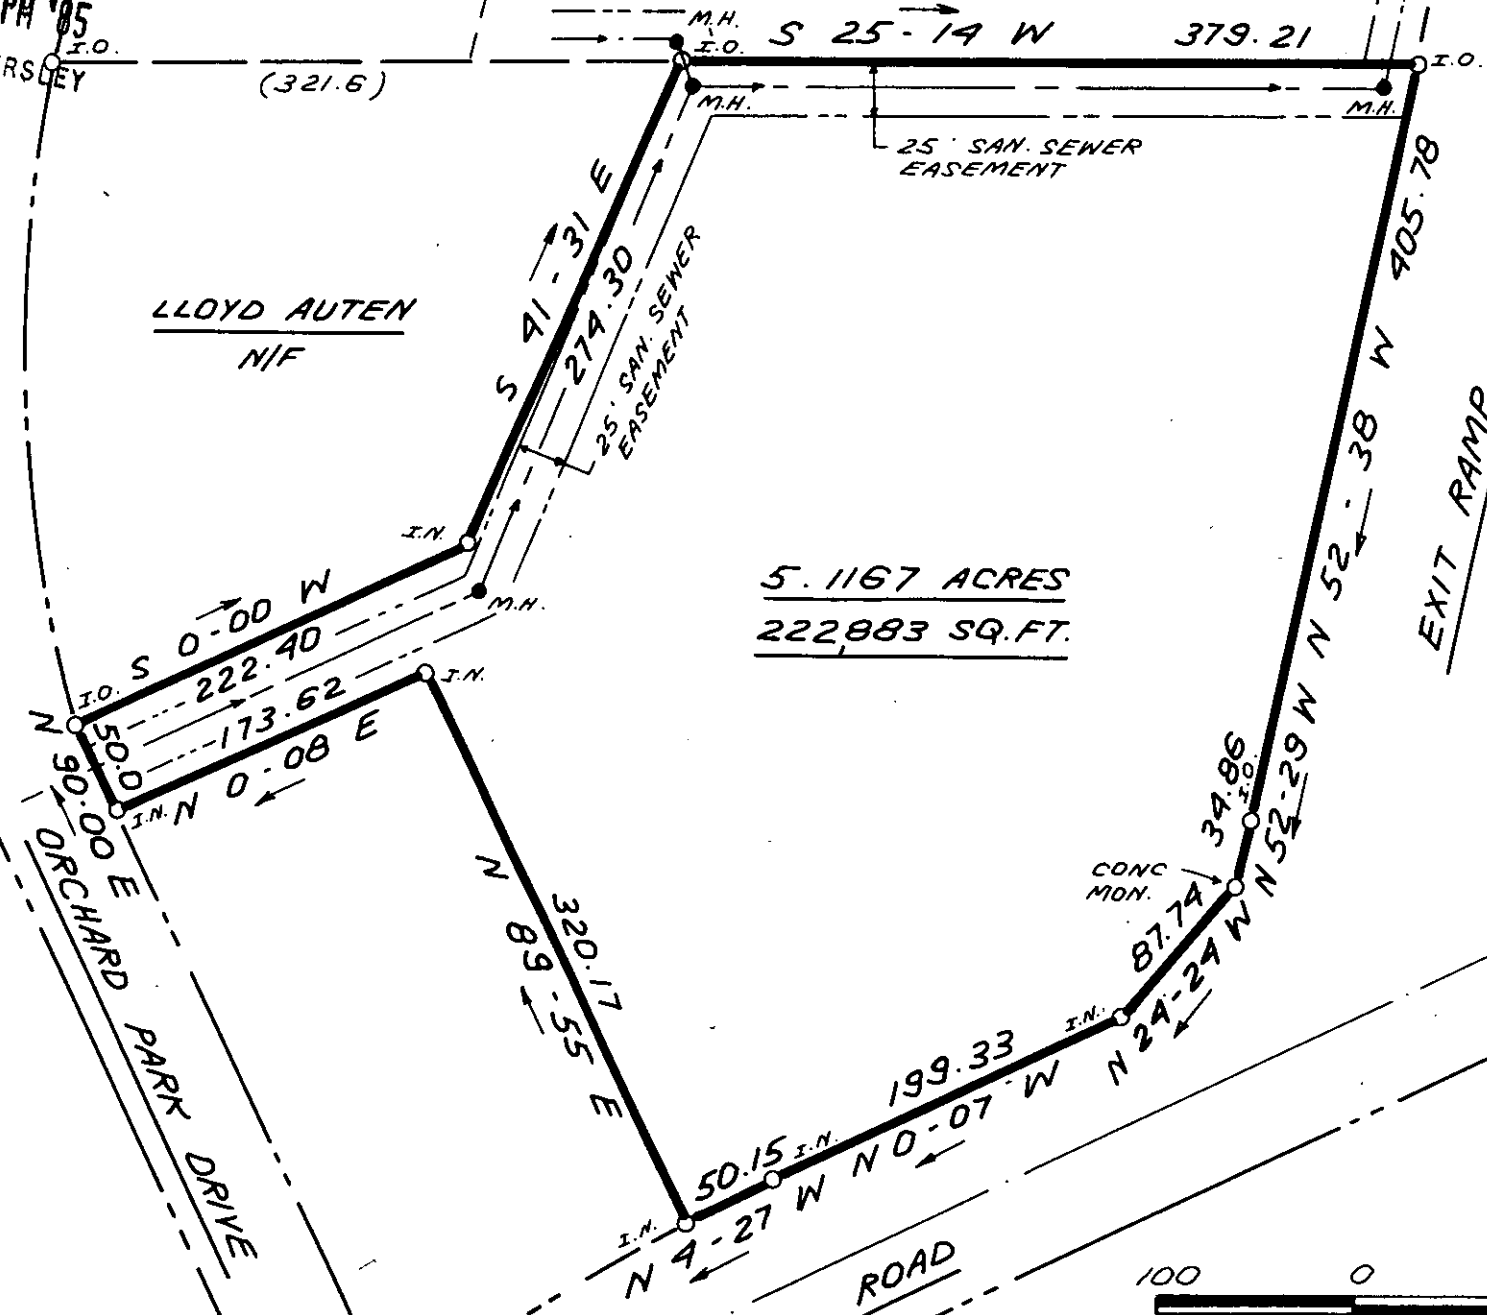 PM '85
RSLEY
I.O.
(321.6)
M.H.
I.O.
S 25-14 W 379.21
I.O.
M.H.
M.H.
25' SAN. SEWER
EASEMENT
S 41-31 E
274.30
25' SAN. SEWER
EASEMENT
405.78
N 52-38 W
EXIT RAMP
LLOYD AUTEN
N/F
I.N.
M.H.
5.1167 ACRES
222,883 SQ.FT.
S 0-00 W
222.40
I.O.
173.62
N 0-08 E
I.N.
50.0
N 90.00 E
I.N.
ORCHARD PARK DRIVE
320.17
N 89-55 E
34.86
I.O.
N 52-29 W
CONC
MON.
87.74
N 24-24 W
I.N.
199.33
N 0-07 W
I.N.
50.15
N 4-27 W
I.N.
ROAD
100 0